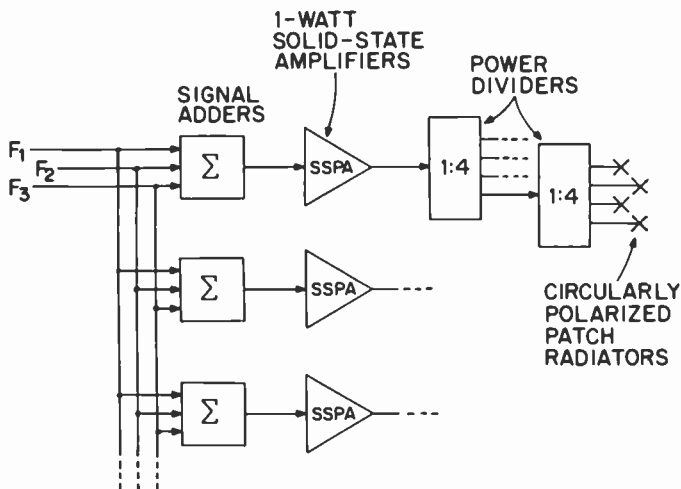 1-WATT
SOLID-STATE
AMPLIFIERS
POWER
DIVIDERS
SIGNAL
ADDERS
F1
F2
F3
Σ
SSPA
1:4
1:4
Σ
SSPA
CIRCULARLY
POLARIZED
PATCH
RADIATORS
Σ
SSPA